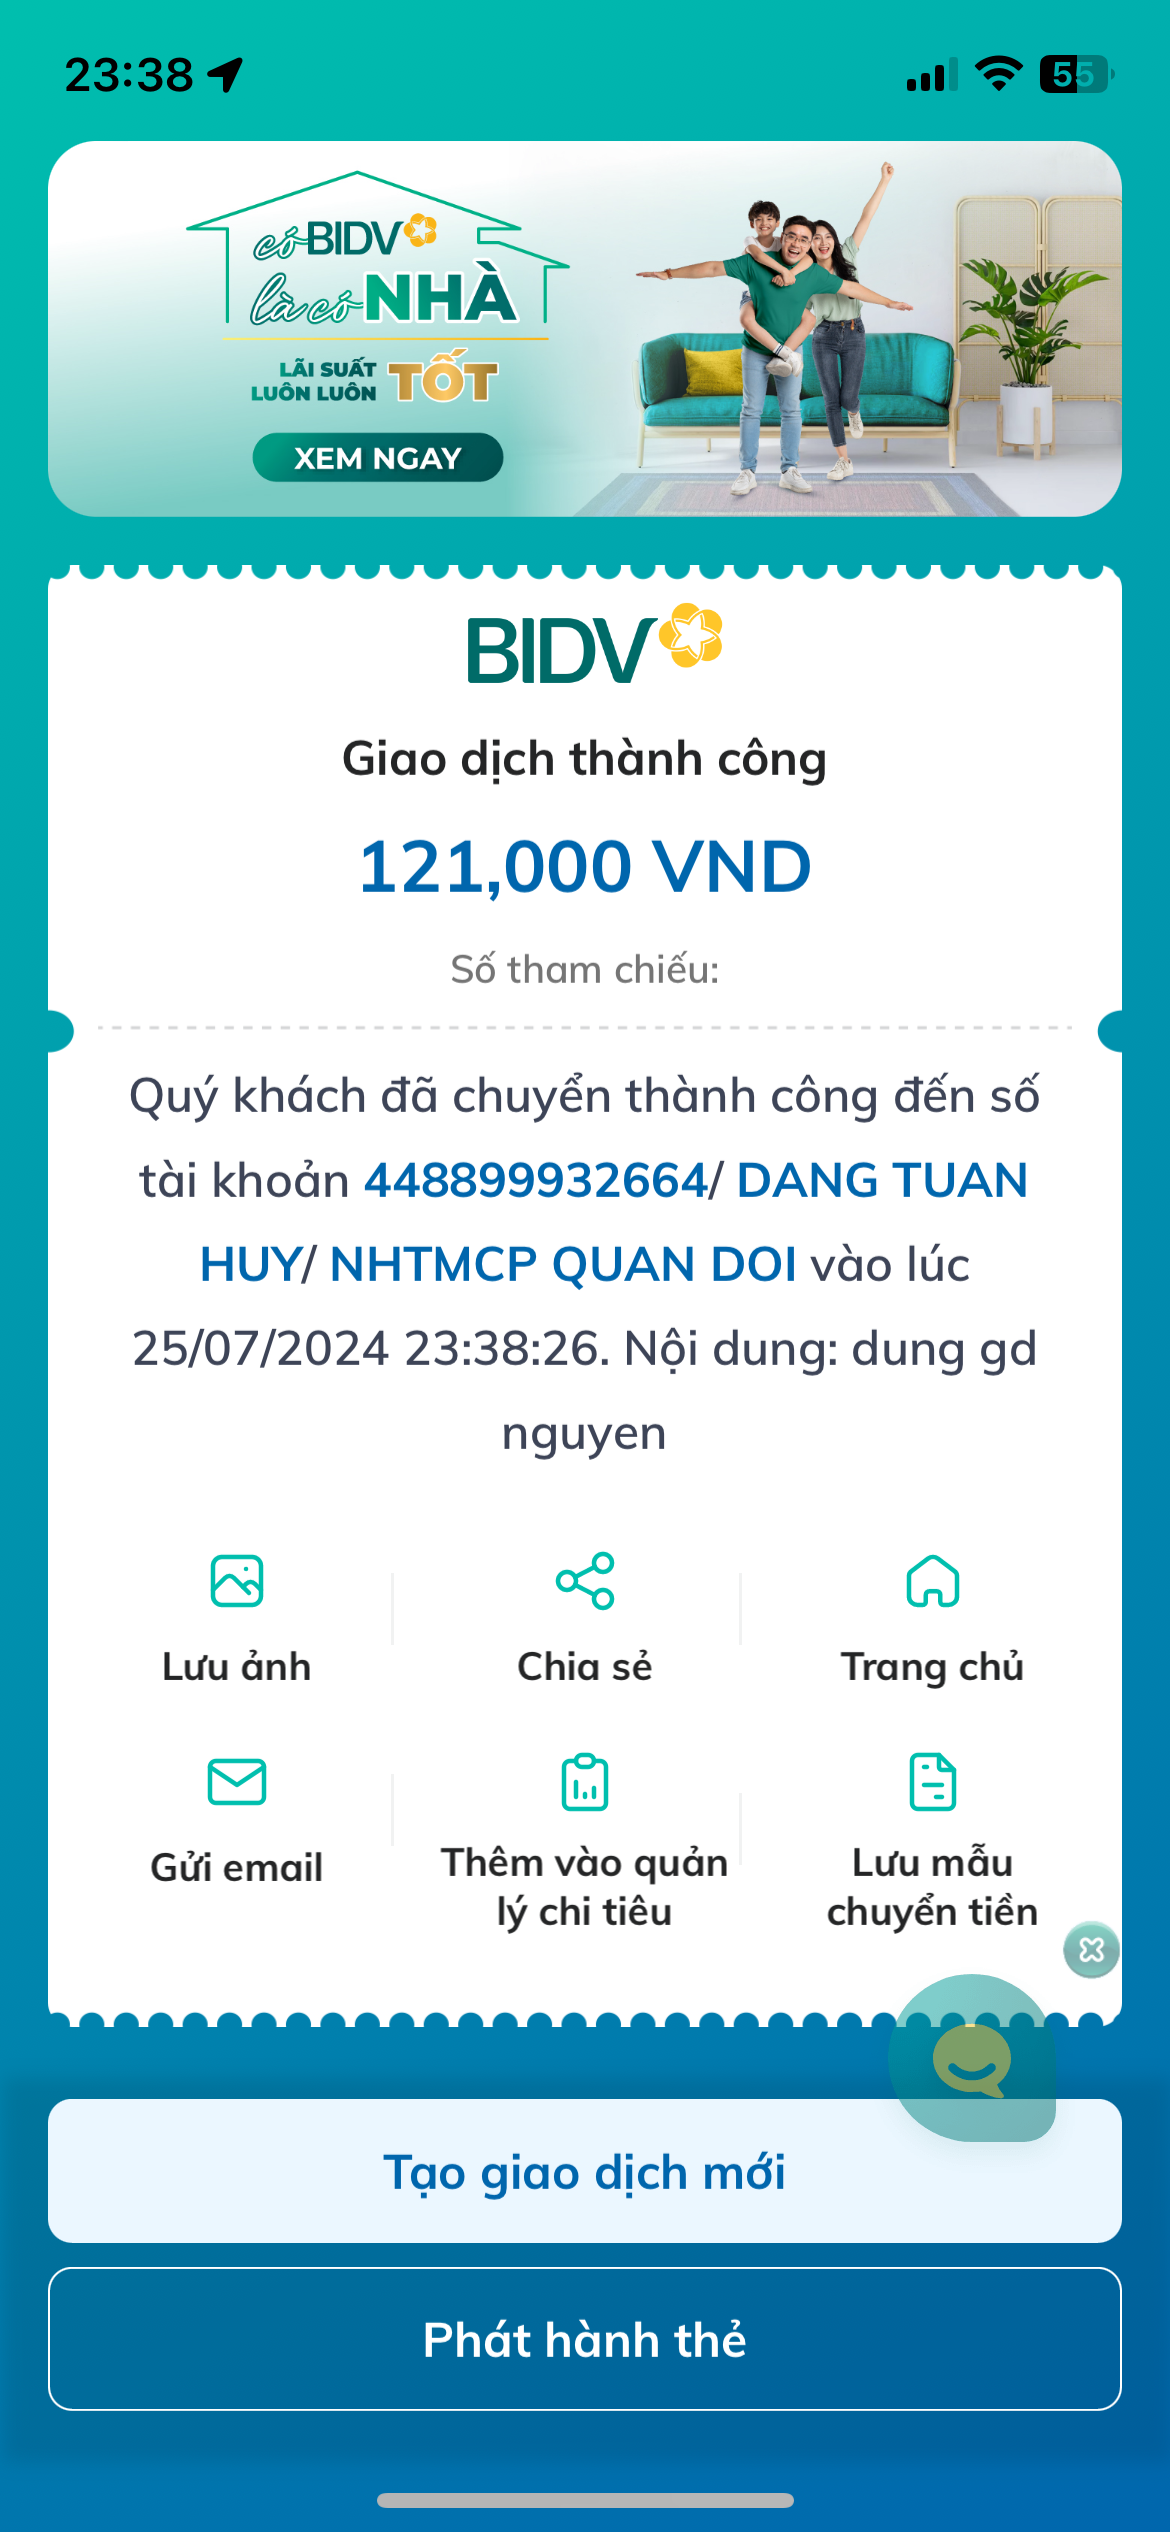 23:38
55
có BIDV
là có NHÀ
LÃI SUẤT
LUÔN LUÔN TỐT
XEM NGAY
BIDV
Giao dịch thành công
121,000 VND
Số tham chiếu:
Quý khách đã chuyển thành công đến số
tài khoản 448899932664/ DANG TUAN
HUY/ NHTMCP QUAN DOI vào lúc
25/07/2024 23:38:26. Nội dung: dung gd
nguyen
Lưu ảnh
Chia sẻ
Trang chủ
Gửi email
Thêm vào quản
lý chi tiêu
Lưu mẫu
chuyển tiền
Tạo giao dịch mới
Phát hành thẻ